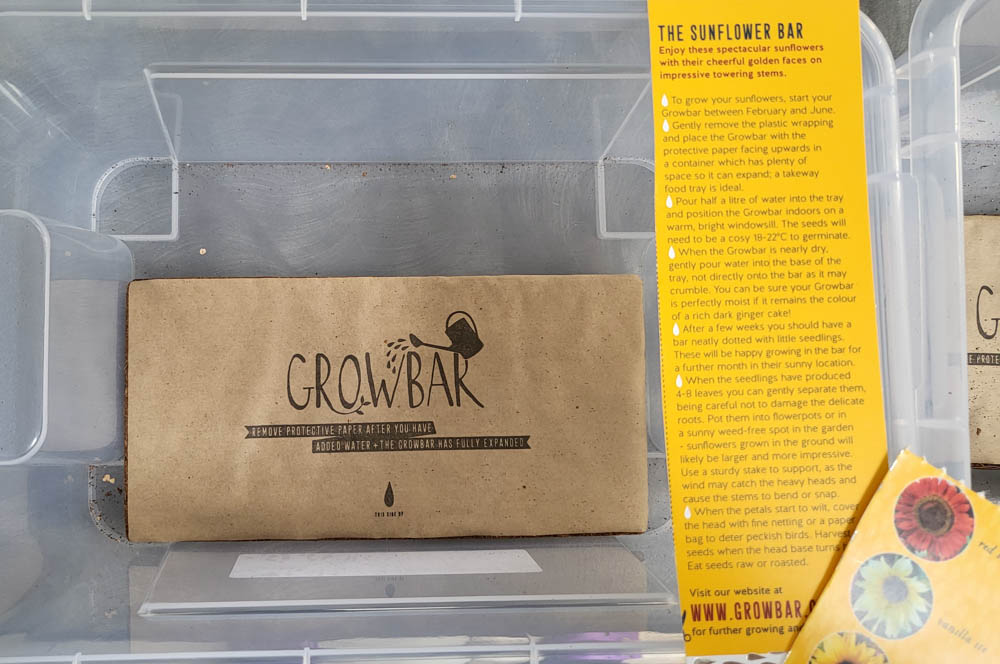 THE SUNFLOWER BAR
Enjoy these spectacular sunflowers
with their cheerful golden faces on
impressive towering stems.
To grow your sunflowers, start your
Growbar between February and June.
Gently remove the plastic wrapping
and place the Growbar with the
protective paper facing upwards in
a container which has plenty of
space so it can expand; a takeway
food tray is ideal.
Pour half a litre of water into the tray
and position the Growbar indoors on a
warm, bright windowsill. The seeds will
need to be a cosy 18-22°C to germinate.
When the Growbar is nearly dry,
gently pour water into the base of the
tray, not directly onto the bar as it may
crumble. You can be sure your Growbar
is perfectly moist if it remains the colour
of a rich dark ginger cake!
After a few weeks you should have a
bar neatly dotted with little seedlings.
These will be happy growing in the bar for
a further month in their sunny location.
When the seedlings have produced
4-8 leaves you can gently separate them,
being careful not to damage the delicate
roots. Pot them into flowerpots or in
a sunny weed-free spot in the garden
- sunflowers grown in the ground will
likely be larger and more impressive.
Use a sturdy stake to support, as the
wind may catch the heavy heads and
cause the stems to bend or snap.
When the petals start to wilt, cover
the head with fine netting or a paper
bag to deter peckish birds. Harvest
seeds when the head base turns
Eat seeds raw or roasted.
Visit our website at
WWW.GROWBAR.
for further growing
GROWBAR
REMOVE PROTECTIVE PAPER AFTER YOU HAVE
ADDED WATER + THE GROWBAR HAS FULLY EXPANDED
THIS SIDE UP
red
vanilla ice